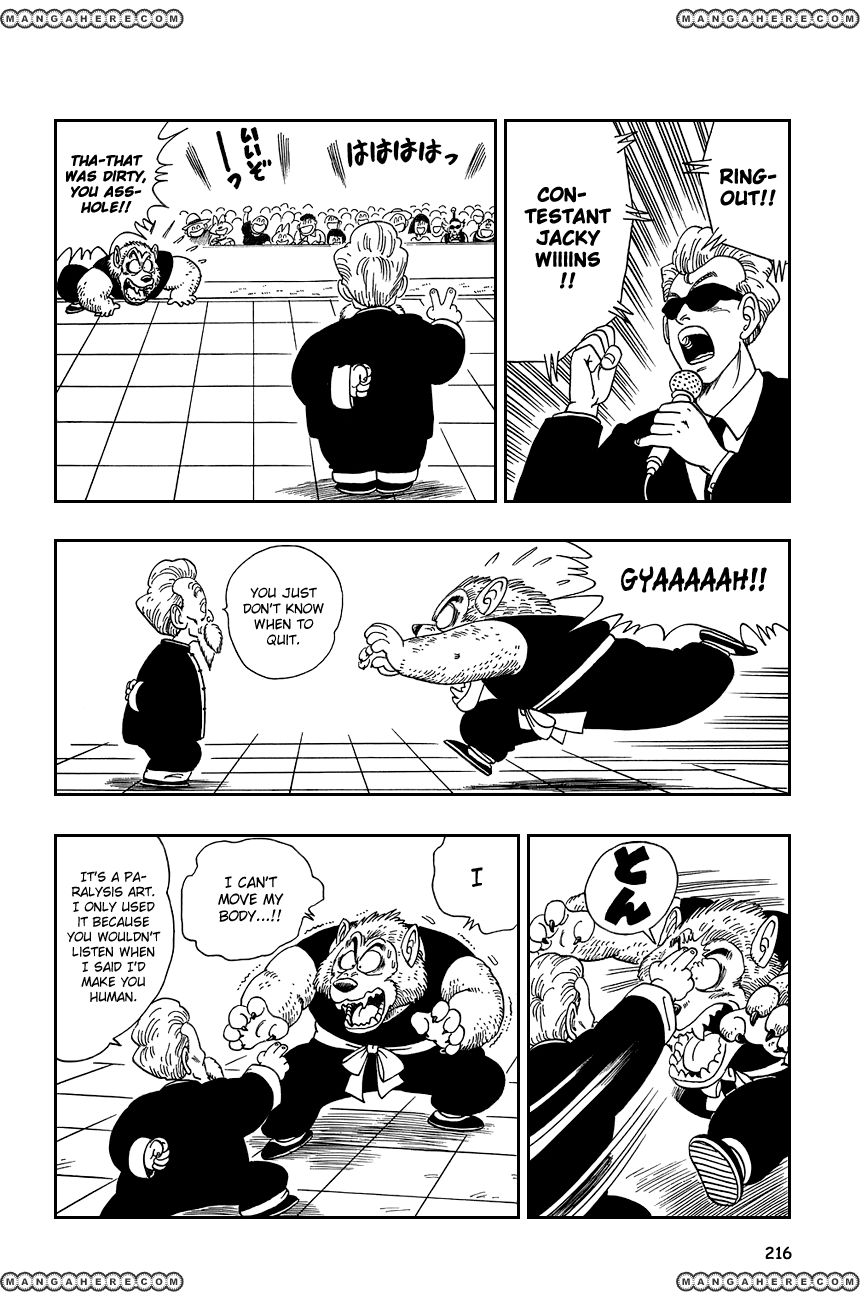 MANGAHERE.COM
MANGAHERE.COM
RING-
OUT!!
CON-
TESTANT
JACKY
WIIIINS
!!
はははっ
いいぞ
ーっ
THA-THAT
WAS DIRTY,
YOU ASS-
HOLE!!
GYAAAAAH!!
YOU JUST
DON'T KNOW
WHEN TO
QUIT.
とん
I
I CAN'T
MOVE MY
BODY...!!
IT'S A PA-
RALYSIS ART.
I ONLY USED
IT BECAUSE
YOU WOULDN'T
LISTEN WHEN
I SAID I'D
MAKE YOU
HUMAN.
216
MANGAHERE.COM
MANGAHERE.COM